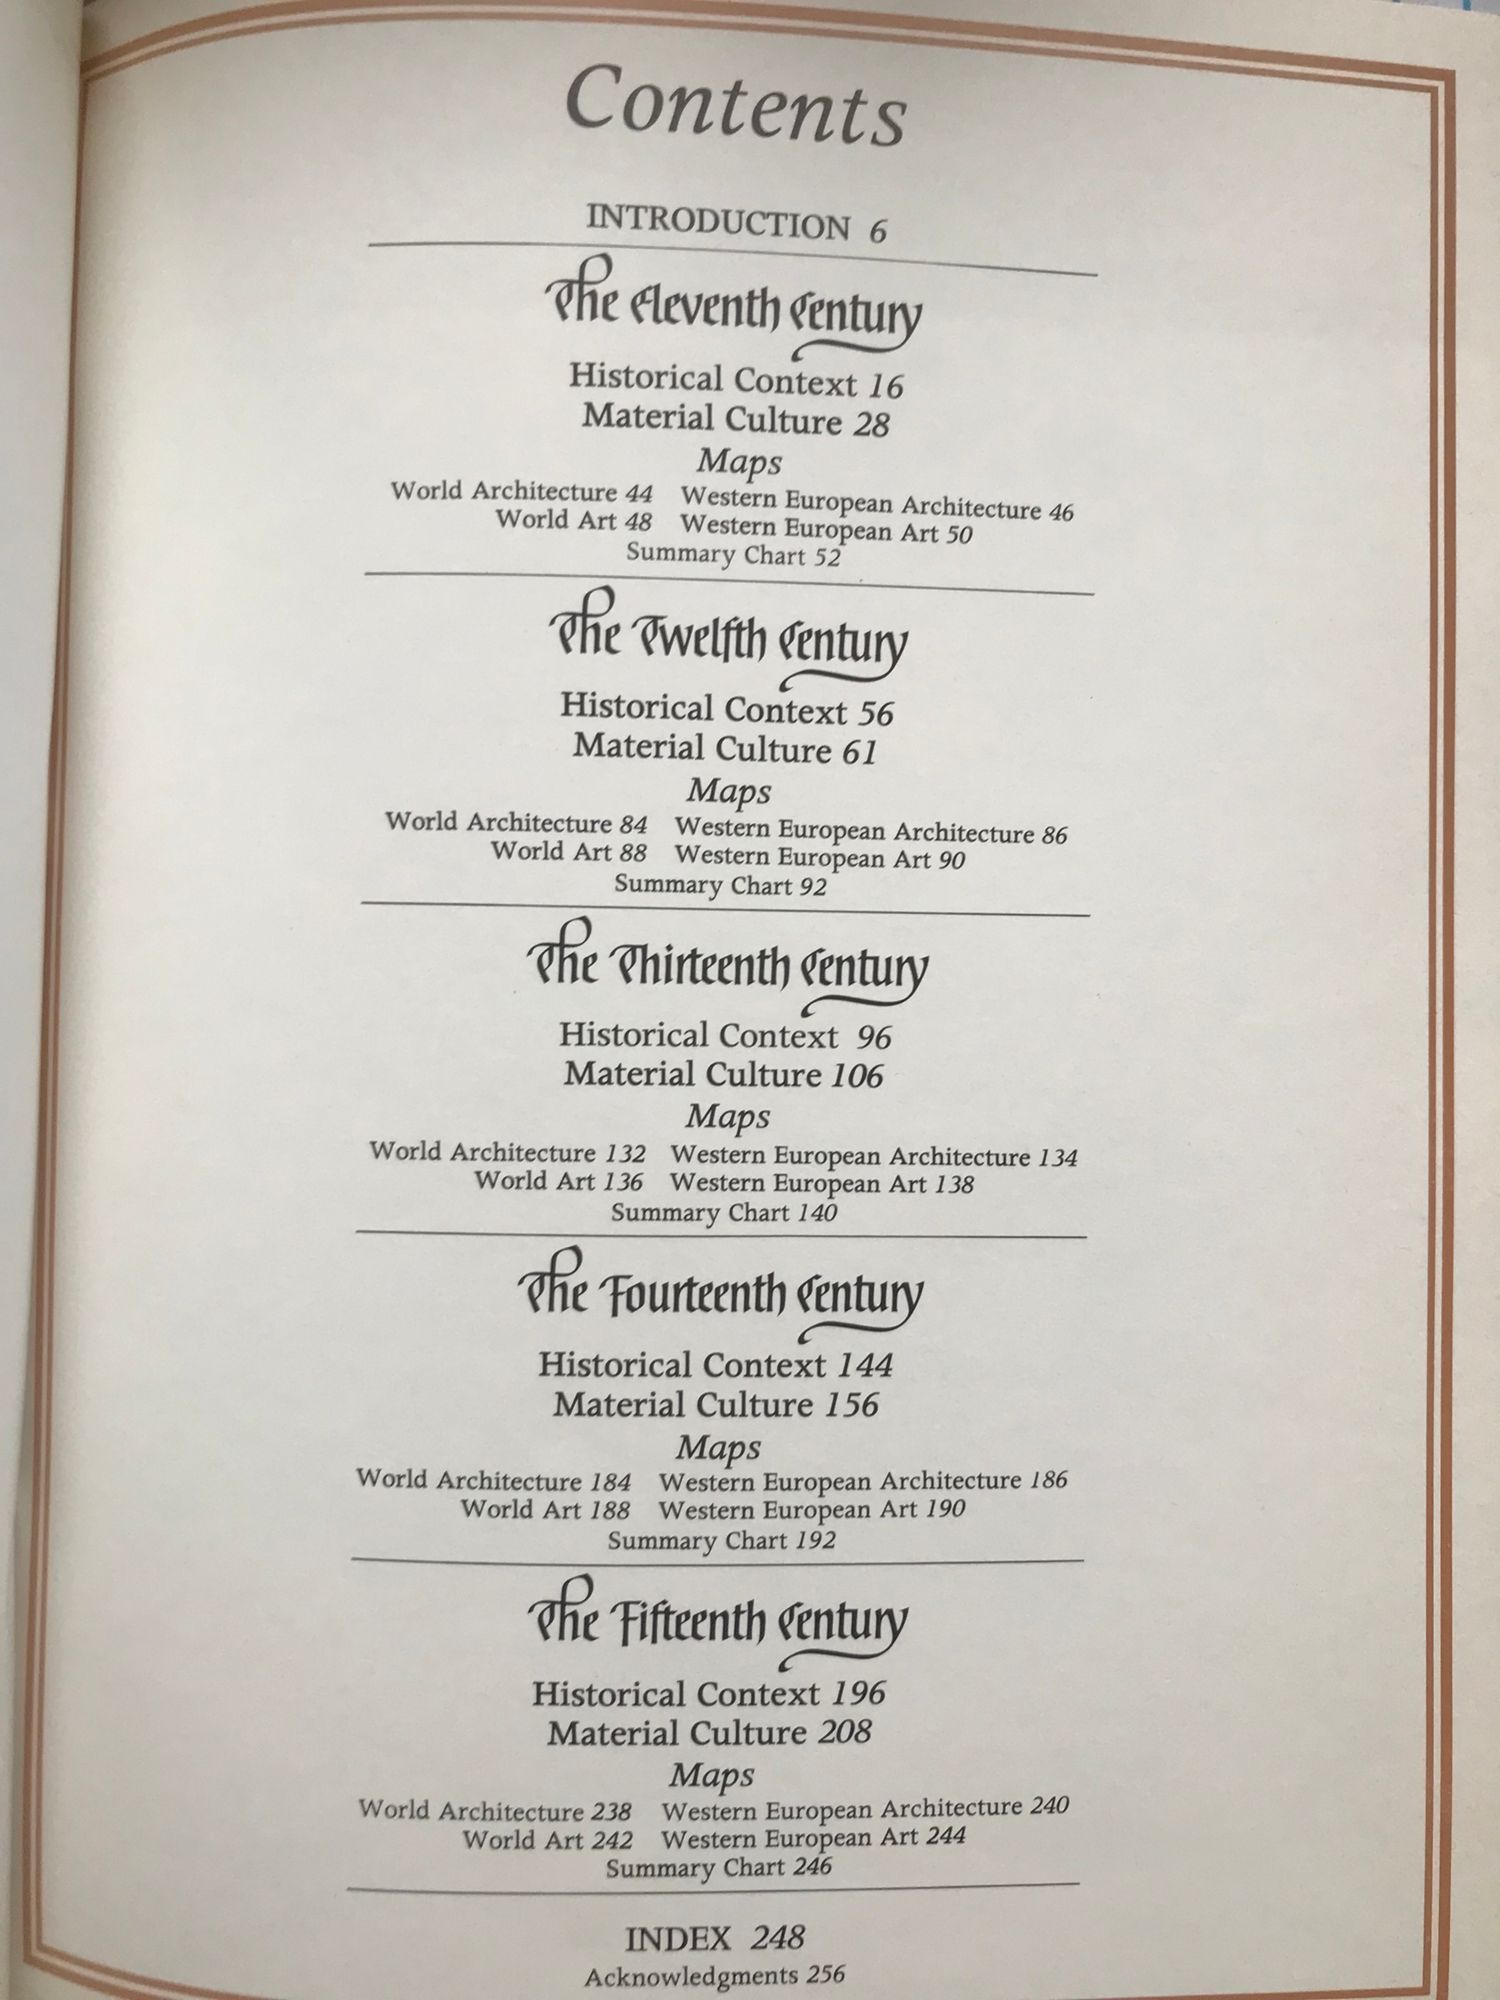 Contents
INTRODUCTION 6
The Eleventh Century
Historical Context 16
Material Culture 28
Maps
World Architecture 44 Western European Architecture 46
World Art 48 Western European Art 50
Summary Chart 52
The Twelfth Century
Historical Context 56
Material Culture 61
Maps
World Architecture 84 Western European Architecture 86
World Art 88 Western European Art 90
Summary Chart 92
The Thirteenth Century
Historical Context 96
Material Culture 106
Maps
World Architecture 132 Western European Architecture 134
World Art 136 Western European Art 138
Summary Chart 140
The Fourteenth Century
Historical Context 144
Material Culture 156
Maps
World Architecture 184 Western European Architecture 186
World Art 188 Western European Art 190
Summary Chart 192
The Fifteenth Century
Historical Context 196
Material Culture 208
Maps
World Architecture 238 Western European Architecture 240
World Art 242 Western European Art 244
Summary Chart 246
INDEX 248
Acknowledgments 256